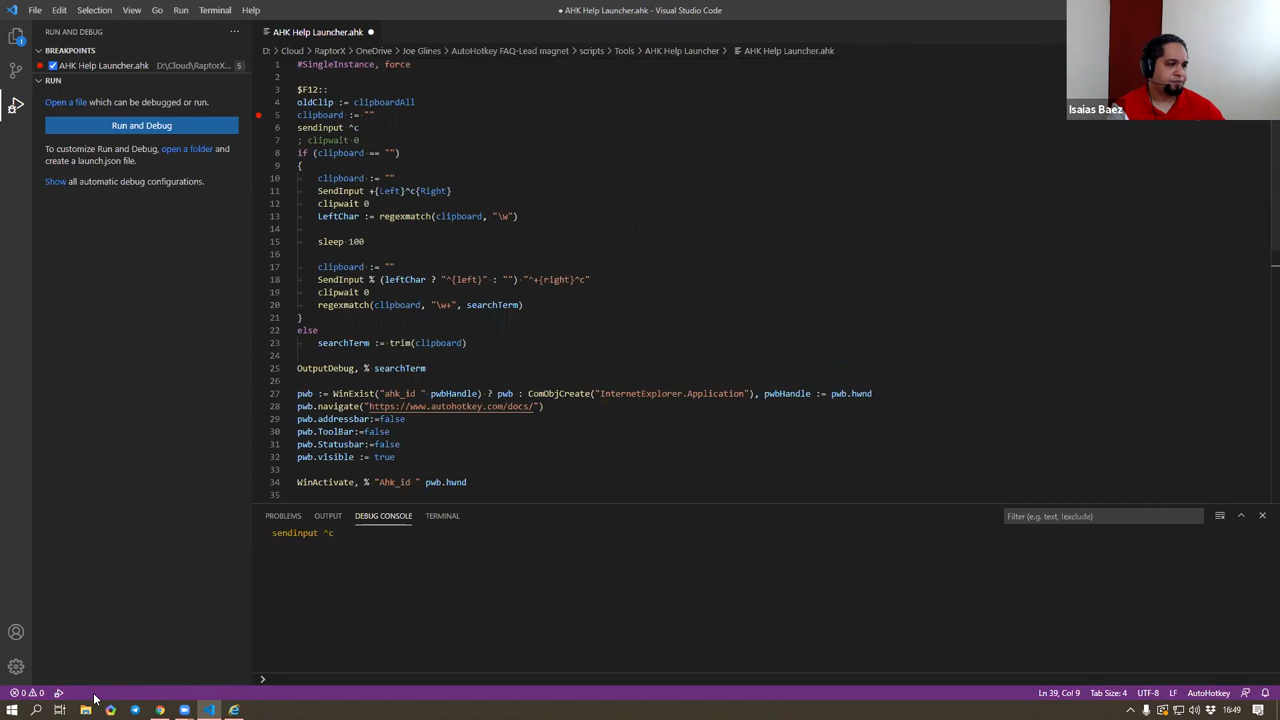 File Edit Selection View Go Run Terminal Help
● AHK Help Launcher.ahk - Visual Studio Code
RUN AND DEBUG ···
BREAKPOINTS
AHK Help Launcher.ahk D:\Cloud\RaptorX... 5
RUN
Open a file which can be debugged or run.
Run and Debug
To customize Run and Debug, open a folder and
create a launch.json file.
Show all automatic debug configurations.
1
AHK Help Launcher.ahk ●
D: > Cloud > RaptorX > OneDrive > Joe Glines > AutoHotkey FAQ-Lead magnet > scripts > Tools > AHK Help Launcher > AHK Help Launcher.ahk
1 #SingleInstance, force
2
3 $F12::
4 oldClip := clipboardAll
5 clipboard := ""
6 sendinput ^c
7 ; clipwait 0
8 if (clipboard == "")
9 {
10 clipboard := ""
11 SendInput +{Left}^c{Right}
12 clipwait 0
13 LeftChar := regexmatch(clipboard, "\w")
14
15 sleep 100
16
17 clipboard := ""
18 SendInput % (leftChar ? "^{left}" : "") "^+{right}^c"
19 clipwait 0
20 regexmatch(clipboard, "\w+", searchTerm)
21 }
22 else
23 searchTerm := trim(clipboard)
24
25 OutputDebug, % searchTerm
26
27 pwb := WinExist("ahk_id " pwbHandle) ? pwb : ComObjCreate("InternetExplorer.Application"), pwbHandle := pwb.hwnd
28 pwb.navigate("https://www.autohotkey.com/docs/")
29 pwb.addressbar:=false
30 pwb.ToolBar:=false
31 pwb.Statusbar:=false
32 pwb.visible := true
33
34 WinActivate, % "Ahk_id " pwb.hwnd
35
Isaias Baez
PROBLEMS OUTPUT DEBUG CONSOLE TERMINAL
Filter (e.g. text, !exclude)
sendinput ^c
0 0
Ln 39, Col 9 Tab Size: 4 UTF-8 LF AutoHotkey
16:49